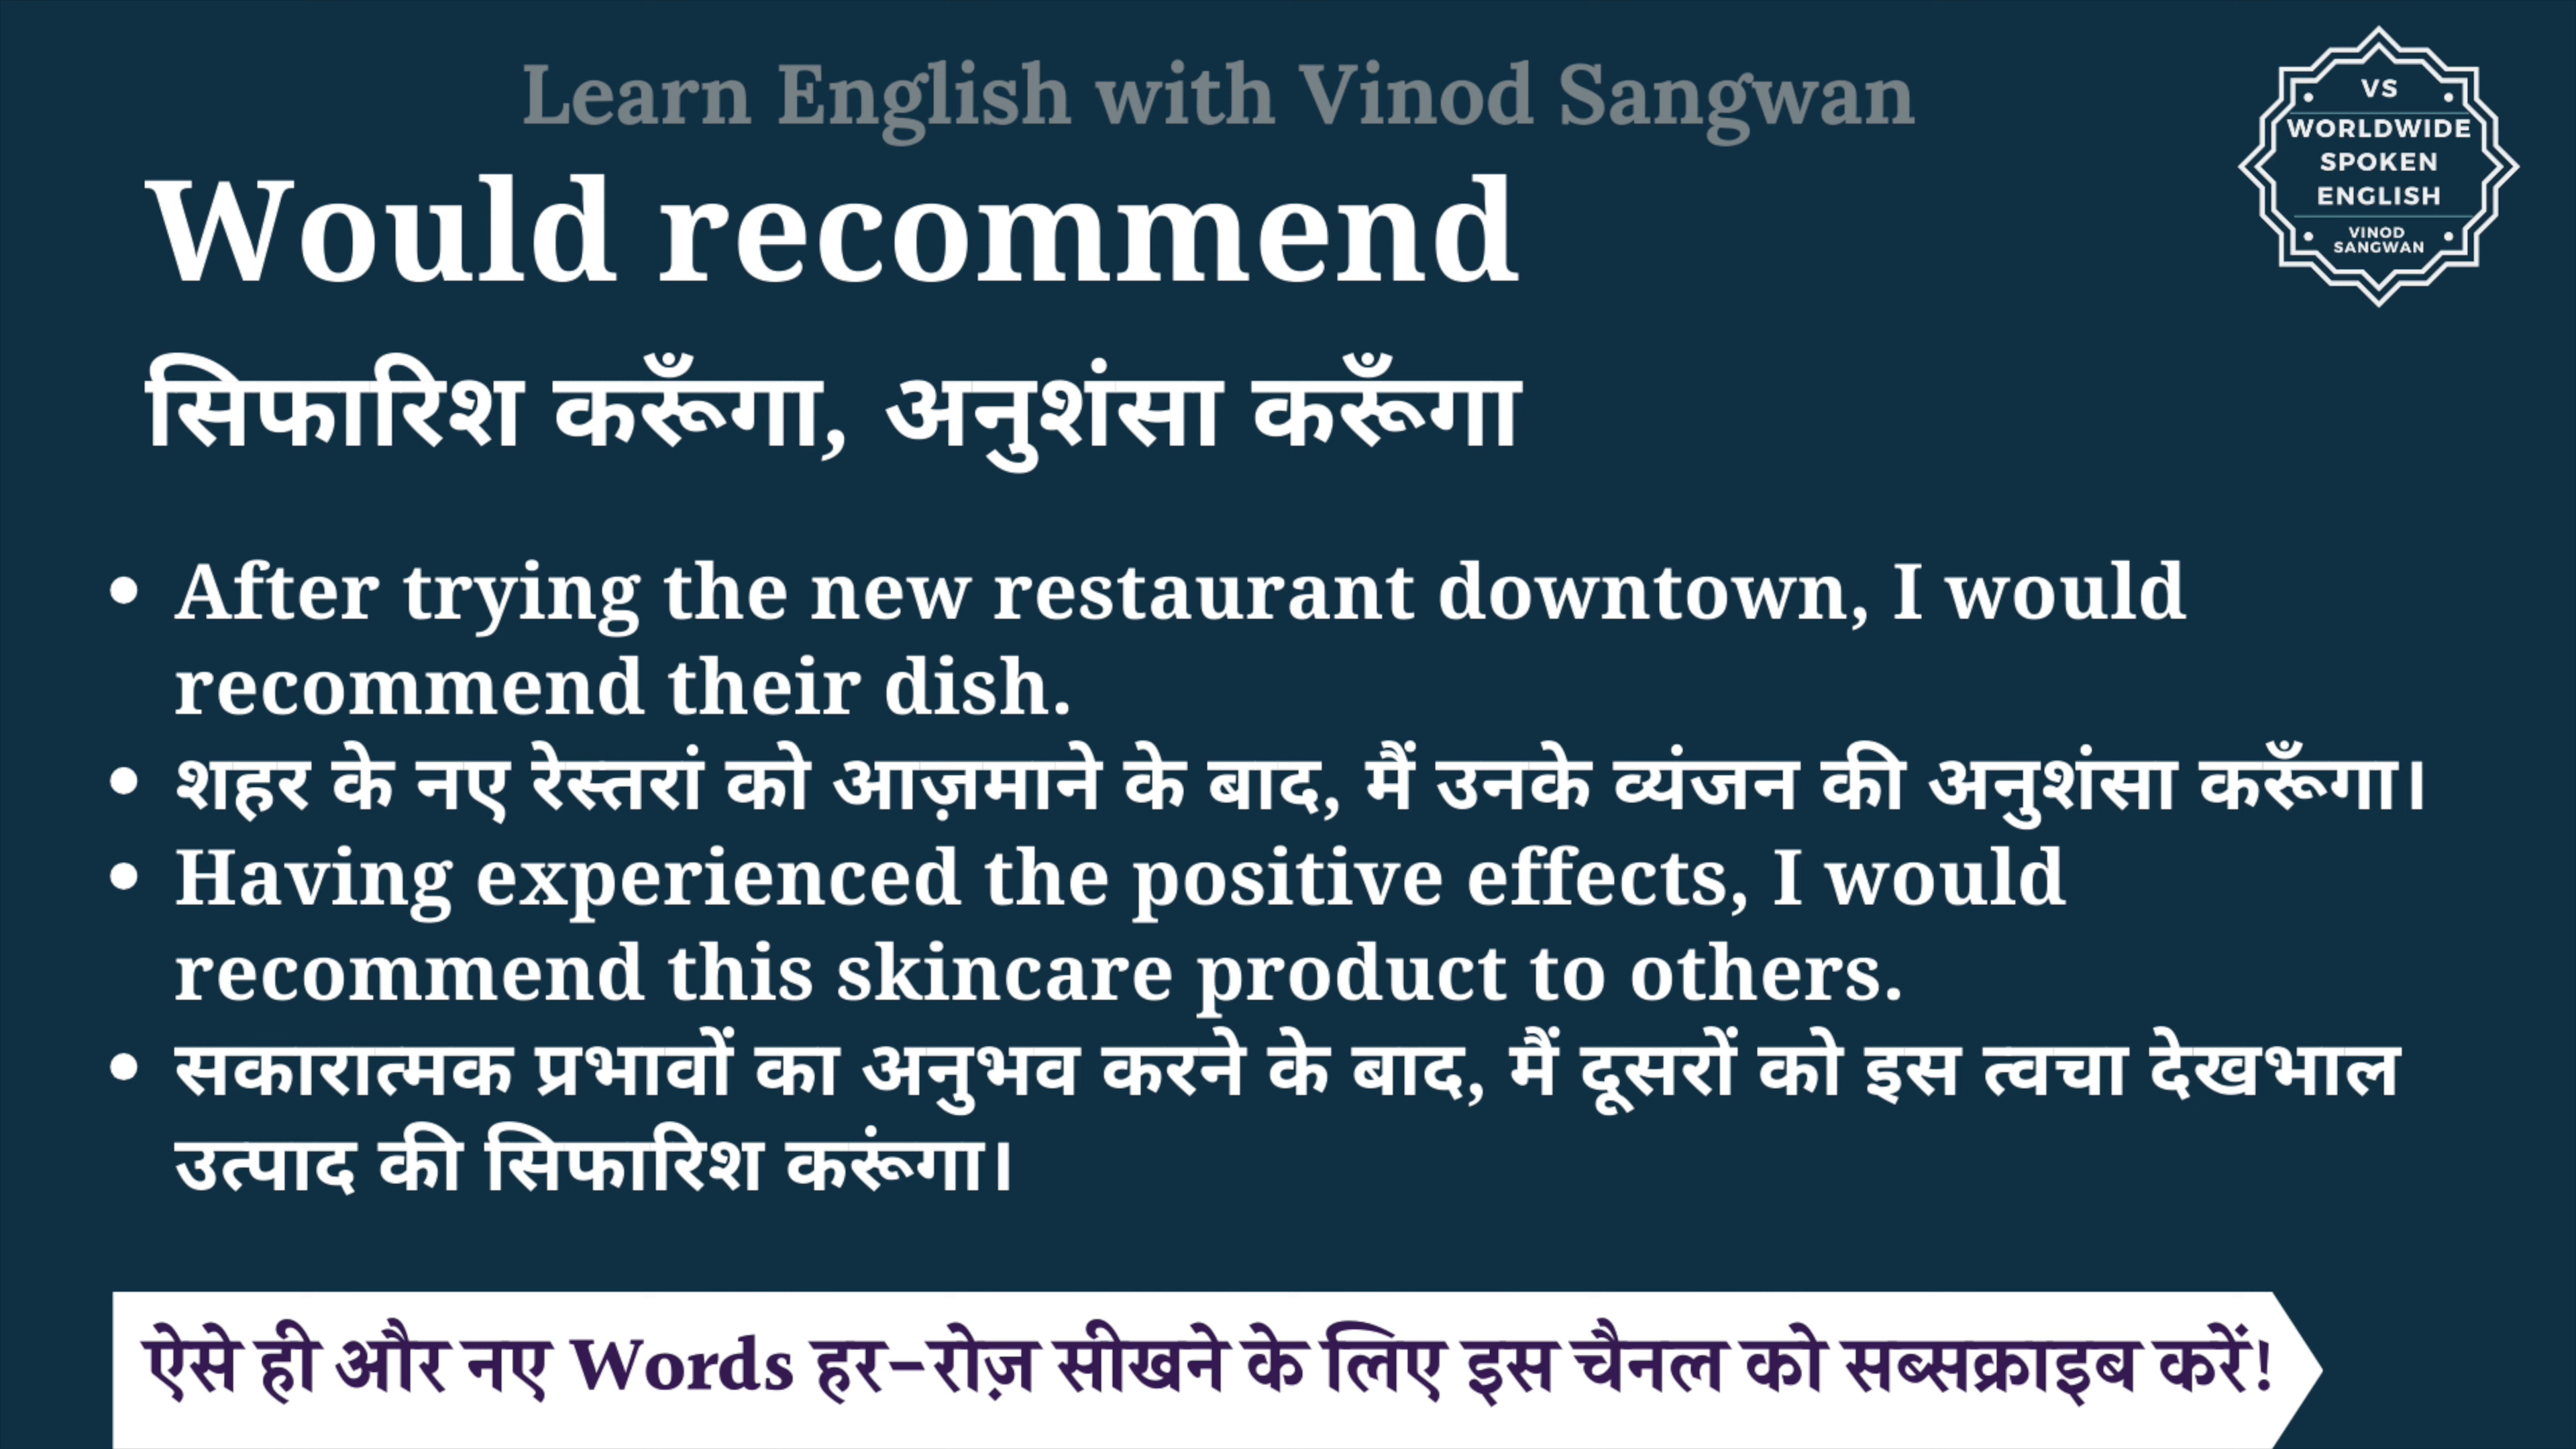 Learn English with Vinod Sangwan
VS
WORLDWIDE
SPOKEN
ENGLISH
VINOD
SANGWAN
Would recommend
सिफारिश करूँगा, अनुशंसा करूँगा
• After trying the new restaurant downtown, I would
recommend their dish.
• शहर के नए रेस्तरां को आज़माने के बाद, मैं उनके व्यंजन की अनुशंसा करूँगा।
• Having experienced the positive effects, I would
recommend this skincare product to others.
• सकारात्मक प्रभावों का अनुभव करने के बाद, मैं दूसरों को इस त्वचा देखभाल
उत्पाद की सिफारिश करूंगा।
ऐसे ही और नए Words हर-रोज़ सीखने के लिए इस चैनल को सब्सक्राइब करें!